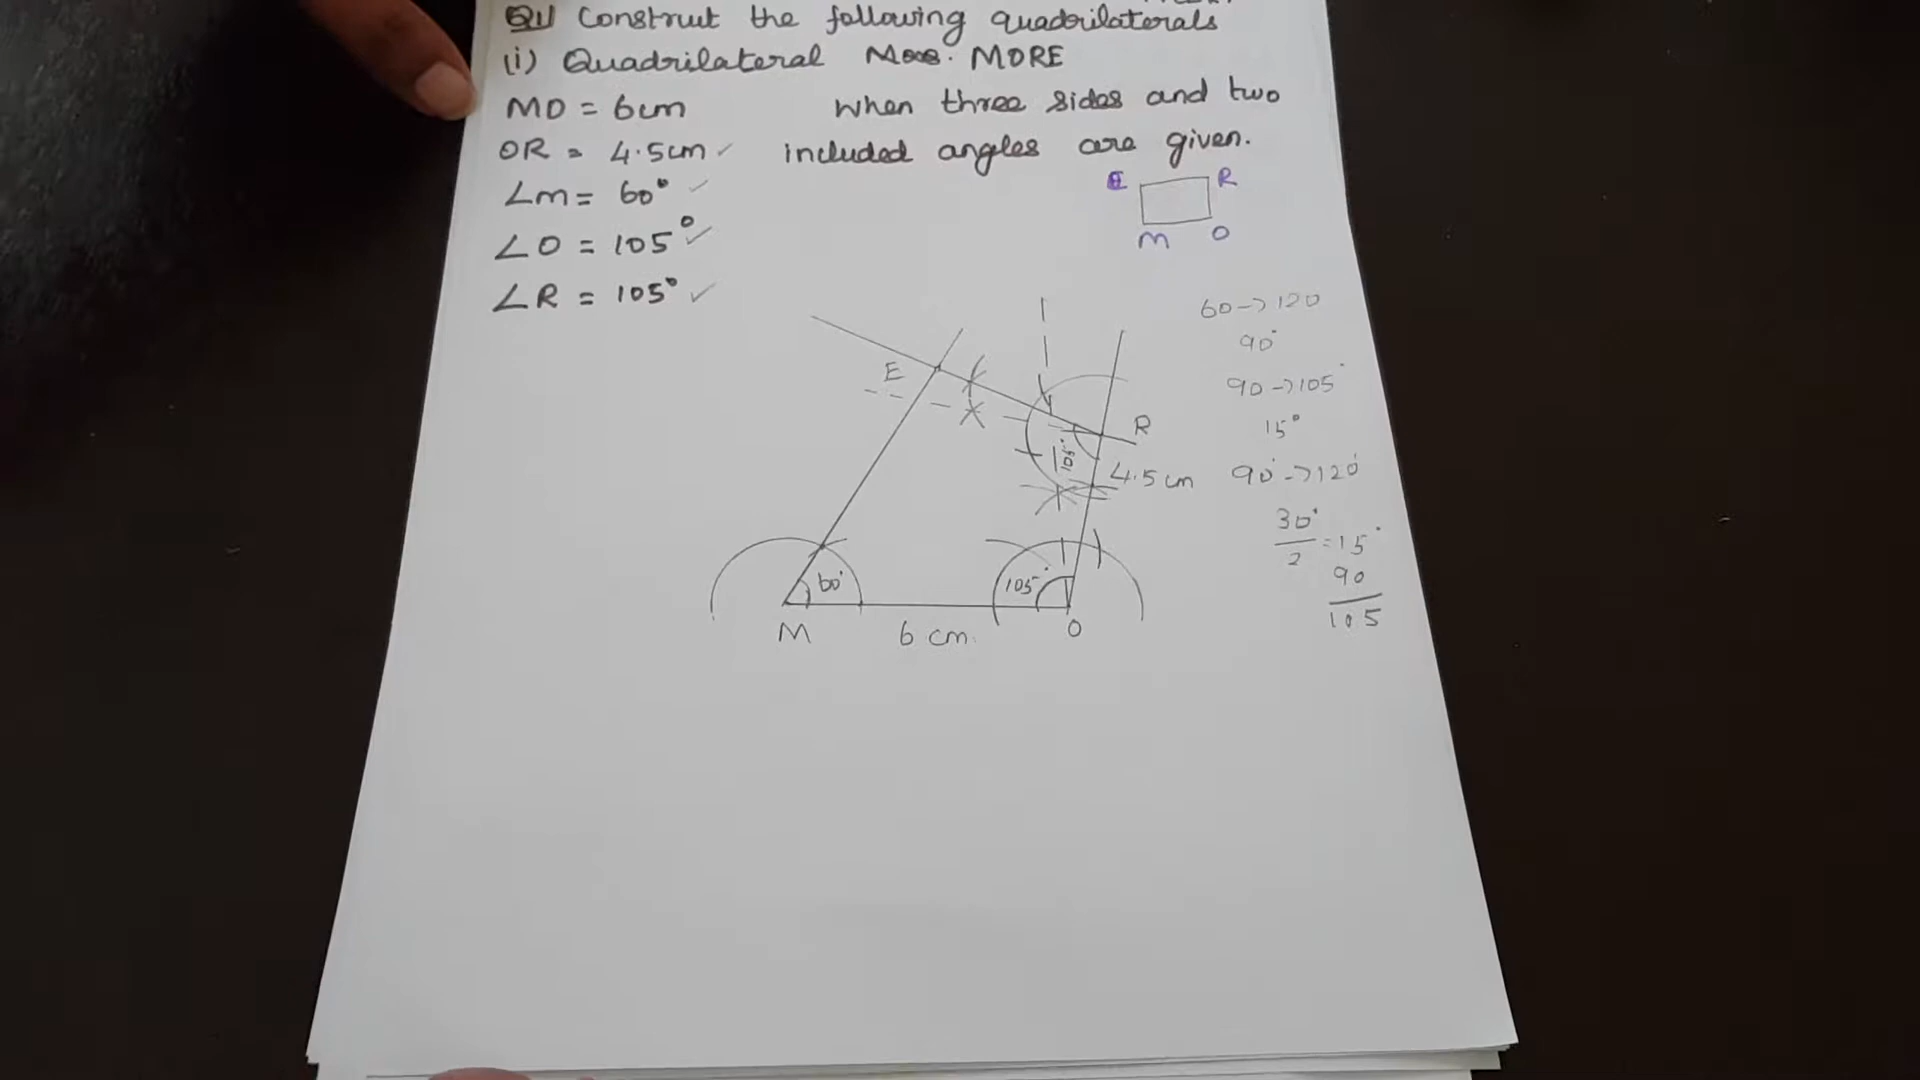 Q1) Construct the following quadrilaterals
(i) Quadrilateral MORE
MO = 6cm
OR = 4.5cm ✓
∠M = 60° ✓
∠O = 105° ✓
∠R = 105° ✓
When three sides and two
included angles are given.
E R
M O
60->120
90°
90->105°
15°
90°->120°
30°/2 = 15°
90
105
E
R
105°
4.5 cm
60°
105°
M
6 cm.
O